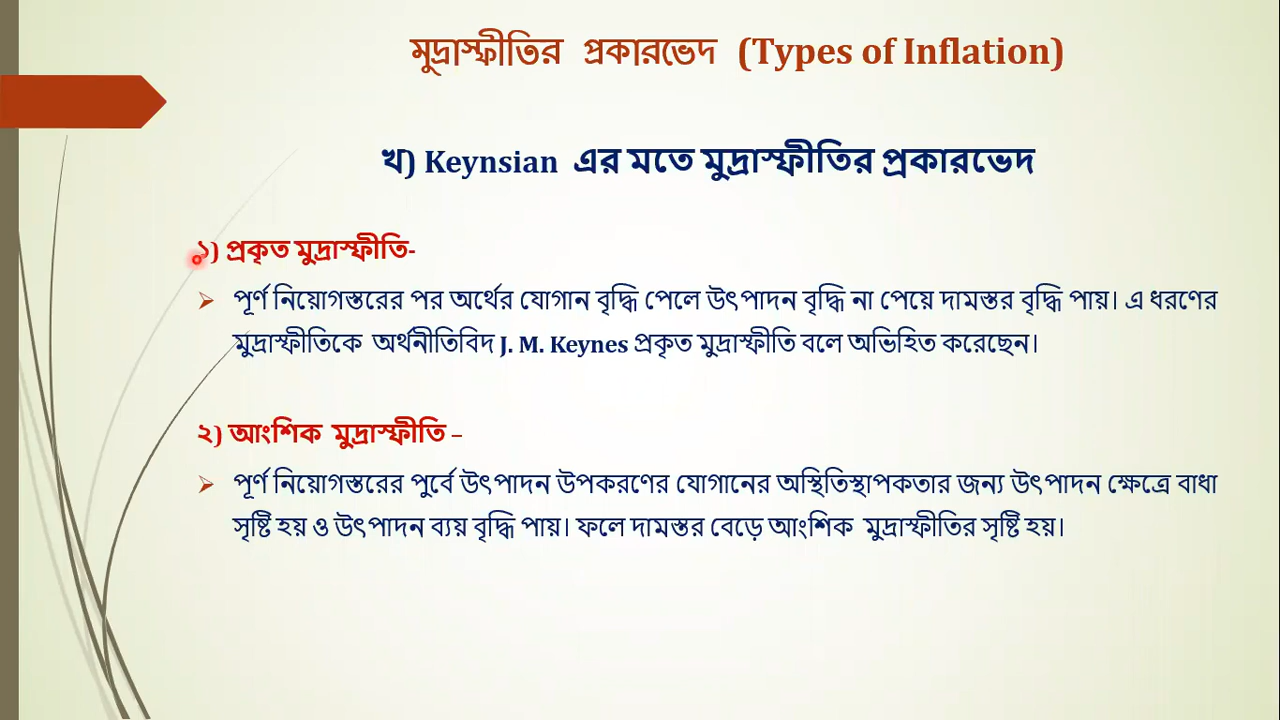 মুদ্রাস্ফীতির প্রকারভেদ (Types of Inflation)
খ) Keynsian এর মতে মুদ্রাস্ফীতির প্রকারভেদ
১) প্রকৃত মুদ্রাস্ফীতি-
পূর্ণ নিয়োগস্তরের পর অর্থের যোগান বৃদ্ধি পেলে উৎপাদন বৃদ্ধি না পেয়ে দামস্তর বৃদ্ধি পায়। এ ধরণের
মুদ্রাস্ফীতিকে অর্থনীতিবিদ J. M. Keynes প্রকৃত মুদ্রাস্ফীতি বলে অভিহিত করেছেন।
২) আংশিক মুদ্রাস্ফীতি –
পূর্ণ নিয়োগস্তরের পুর্বে উৎপাদন উপকরণের যোগানের অস্থিতিস্থাপকতার জন্য উৎপাদন ক্ষেত্রে বাধা
সৃষ্টি হয় ও উৎপাদন ব্যয় বৃদ্ধি পায়। ফলে দামস্তর বেড়ে আংশিক মুদ্রাস্ফীতির সৃষ্টি হয়।